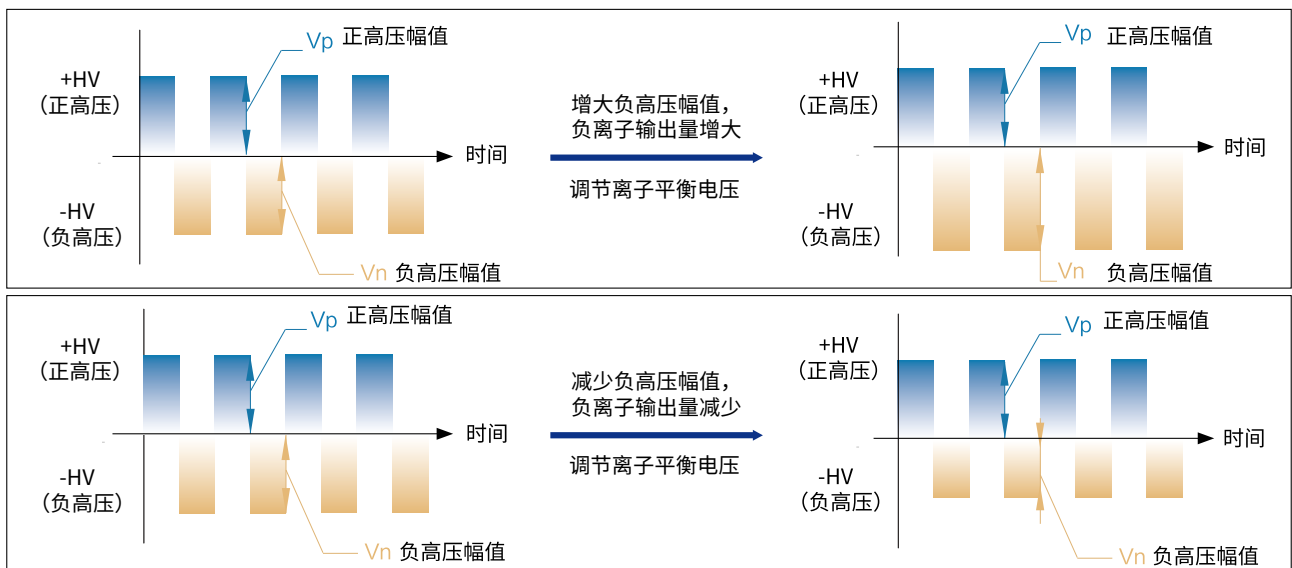 Vp 正高压幅值
+HV
（正高压）
时间
-HV
（负高压）
Vn 负高压幅值
增大负高压幅值，
负离子输出量增大
调节离子平衡电压
Vp 正高压幅值
+HV
（正高压）
时间
-HV
（负高压）
Vn 负高压幅值
Vp 正高压幅值
+HV
（正高压）
时间
-HV
（负高压）
Vn 负高压幅值
减少负高压幅值，
负离子输出量减少
调节离子平衡电压
Vp 正高压幅值
+HV
（正高压）
时间
-HV
（负高压）
Vn 负高压幅值